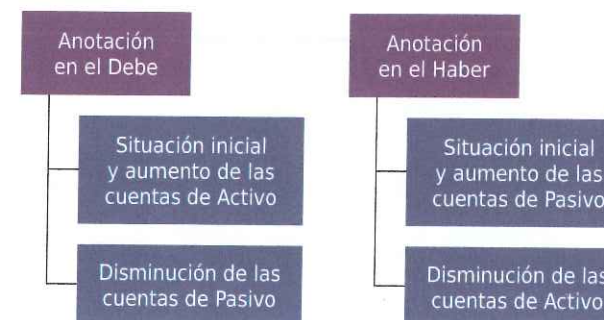 Anotación
en el Debe
Situación inicial
y aumento de las
cuentas de Activo
Disminución de las
cuentas de Pasivo
Anotación
en el Haber
Situación inicial
y aumento de las
cuentas de Pasivo
Disminución de las
cuentas de Activo